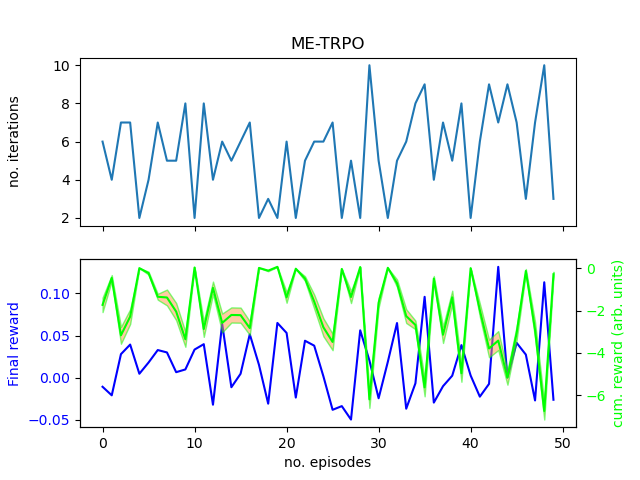 ME-TRPO
no. iterations
10
8
6
4
2
Final reward
0.10
0.05
0.00
−0.05
0
−2
−4
−6
cum. reward (arb. units)
0 10 20 30 40 50
no. episodes